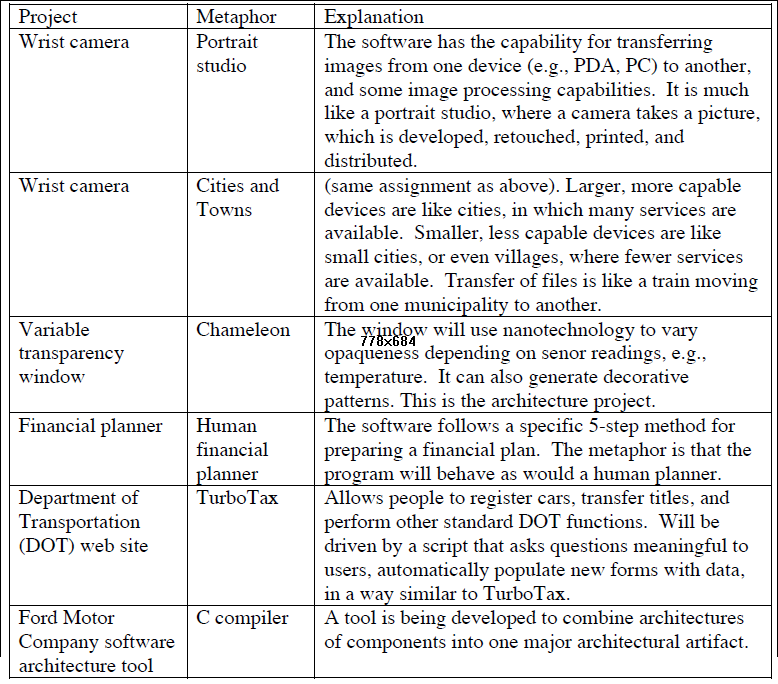 Project Metaphor Explanation
Wrist camera
Portrait
studio
The software has the capability for transferring
images from one device (e.g., PDA, PC) to another,
and some image processing capabilities.  It is much
like a portrait studio, where a camera takes a picture,
which is developed, retouched, printed, and
distributed.
Wrist camera
Cities and
Towns
(same assignment as above). Larger, more capable
devices are like cities, in which many services are
available.  Smaller, less capable devices are like
small cities, or even villages, where fewer services
are available.  Transfer of files is like a train moving
from one municipality to another.
Variable
transparency
window
Chameleon
The window will use nanotechnology to vary
opaqueness depending on senor readings, e.g.,
temperature.  It can also generate decorative
patterns. This is the architecture project.
778x684
Financial planner
Human
financial
planner
The software follows a specific 5-step method for
preparing a financial plan.  The metaphor is that the
program will behave as would a human planner.
Department of
Transportation
(DOT) web site
TurboTax
Allows people to register cars, transfer titles, and
perform other standard DOT functions.  Will be
driven by a script that asks questions meaningful to
users, automatically populate new forms with data,
in a way similar to TurboTax.
Ford Motor
Company software
architecture tool
C compiler
A tool is being developed to combine architectures
of components into one major architectural artifact.